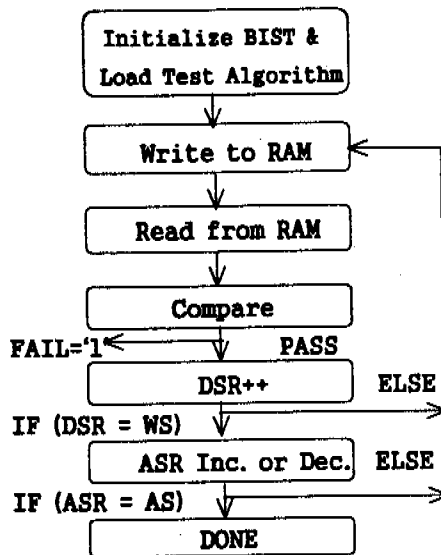 Initialize BIST &
Load Test Algorithm
Write to RAM
Read from RAM
Compare
FAIL='1' PASS
DSR++ ELSE
IF (DSR = WS)
ASR Inc. or Dec. ELSE
IF (ASR = AS)
DONE